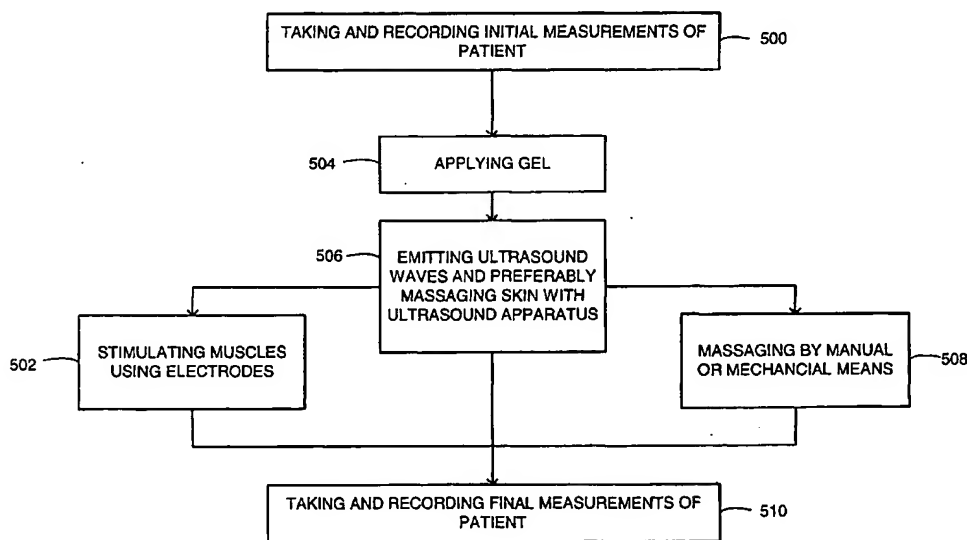 TAKING AND RECORDING INITIAL MEASUREMENTS OF
PATIENT
500
504
APPLYING GEL
506
EMITTING ULTRASOUND
WAVES AND PREFERABLY
MASSAGING SKIN WITH
ULTRASOUND APPARATUS
502
STIMULATING MUSCLES
USING ELECTRODES
MASSAGING BY MANUAL
OR MECHANCIAL MEANS
508
TAKING AND RECORDING FINAL MEASUREMENTS OF
PATIENT
510